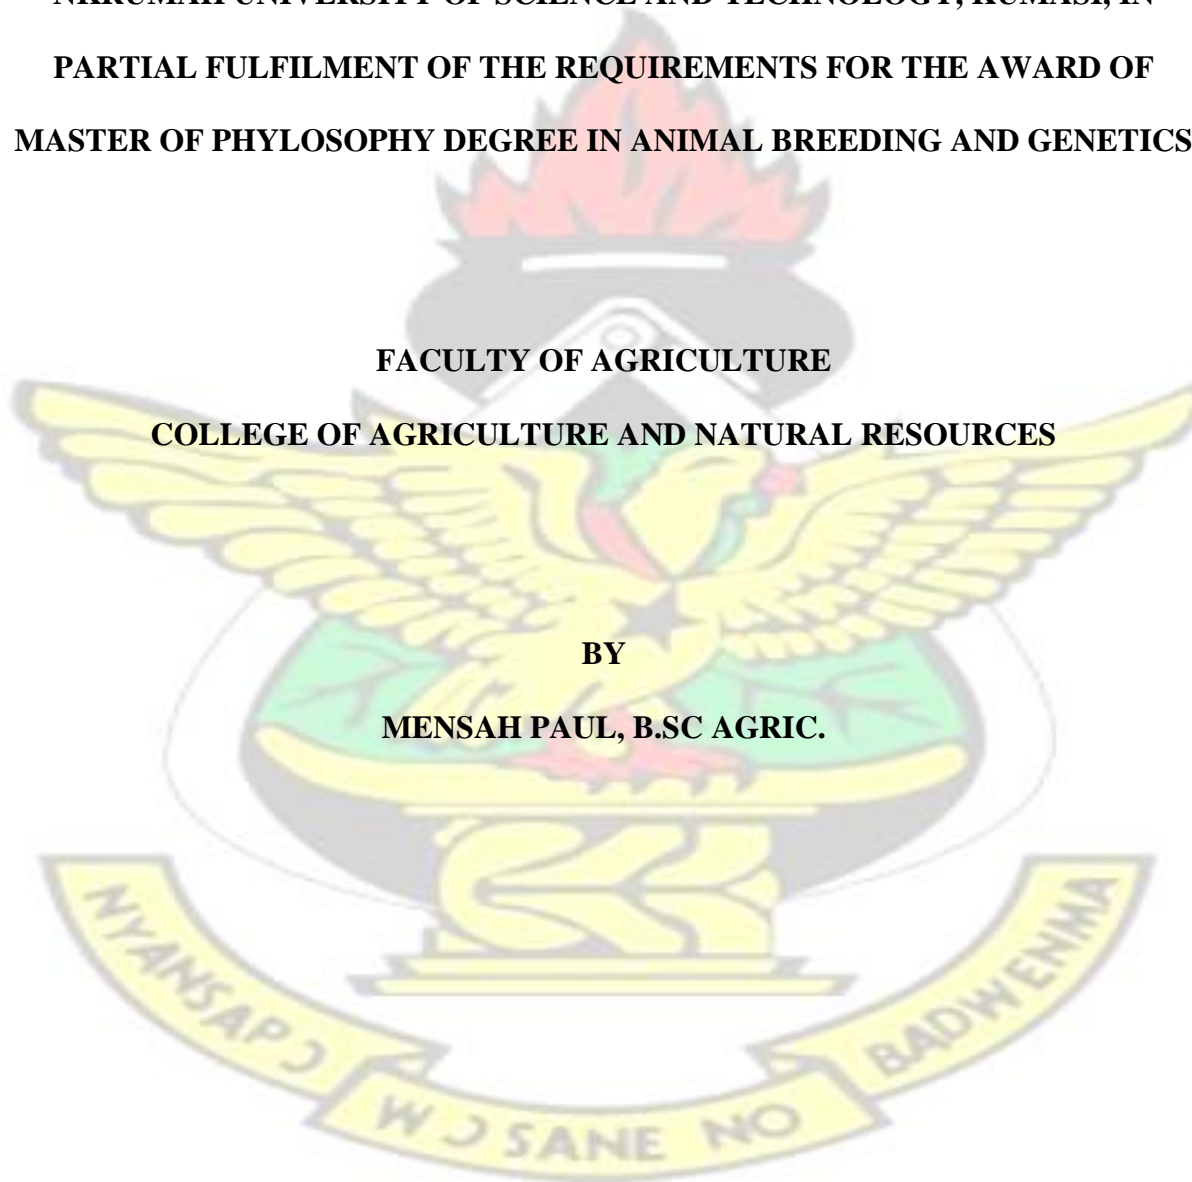 NKRUMAH UNIVERSITY OF SCIENCE AND TECHNOLOGY, KUMASI, IN
PARTIAL FULFILMENT OF THE REQUIREMENTS FOR THE AWARD OF
MASTER OF PHYLOSOPHY DEGREE IN ANIMAL BREEDING AND GENETICS
FACULTY OF AGRICULTURE
COLLEGE OF AGRICULTURE AND NATURAL RESOURCES
BY
MENSAH PAUL, B.SC AGRIC.
NYANSAPƆ
WƆSANE NO
BADWENMA